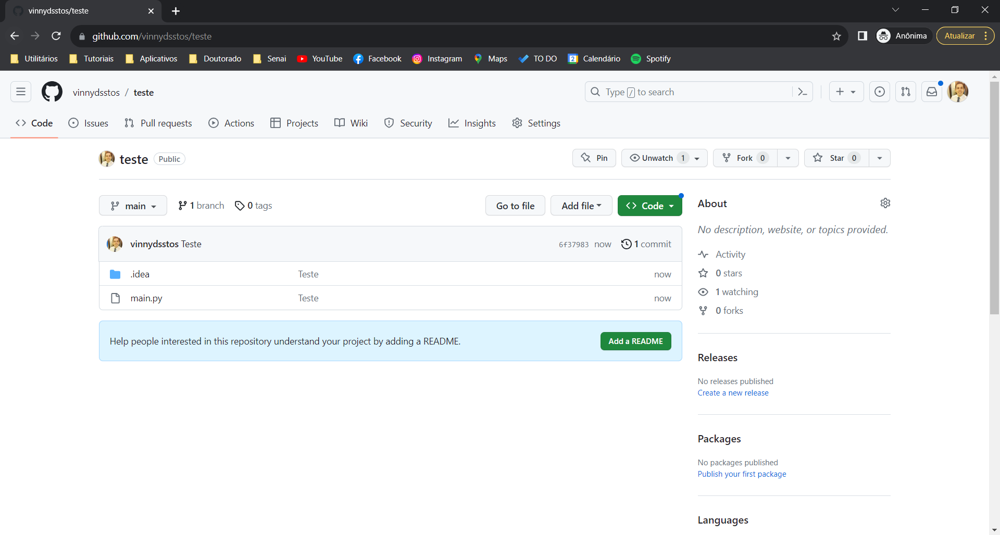 vinnydsstos/teste
github.com/vinnydsstos/teste
Anônima
Atualizar
Utilitários Tutoriais Aplicativos Doutorado Senai YouTube Facebook Instagram Maps TO DO 2 Calendário Spotify
vinnydsstos / teste
Type / to search
Code Issues Pull requests Actions Projects Wiki Security Insights Settings
teste Public
Pin Unwatch 1 Fork 0 Star 0
main 1 branch 0 tags Go to file Add file Code
vinnydsstos Teste 6f37983 now 1 commit
.idea Teste now
main.py Teste now
Help people interested in this repository understand your project by adding a README. Add a README
About
No description, website, or topics provided.
Activity
0 stars
1 watching
0 forks
Releases
No releases published
Create a new release
Packages
No packages published
Publish your first package
Languages